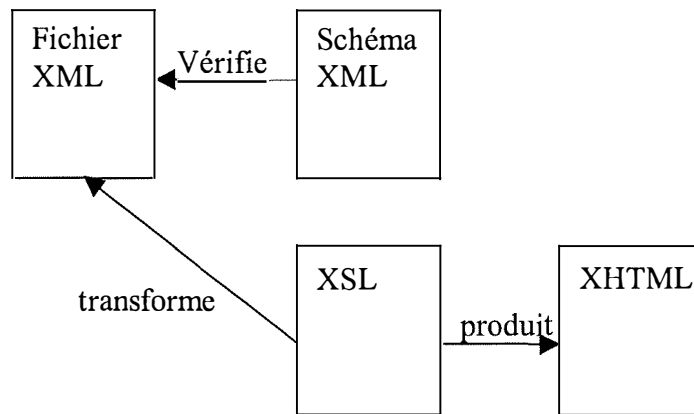 Fichier
XML
Vérifie
Schéma
XML
transforme
XSL
produit
XHTML